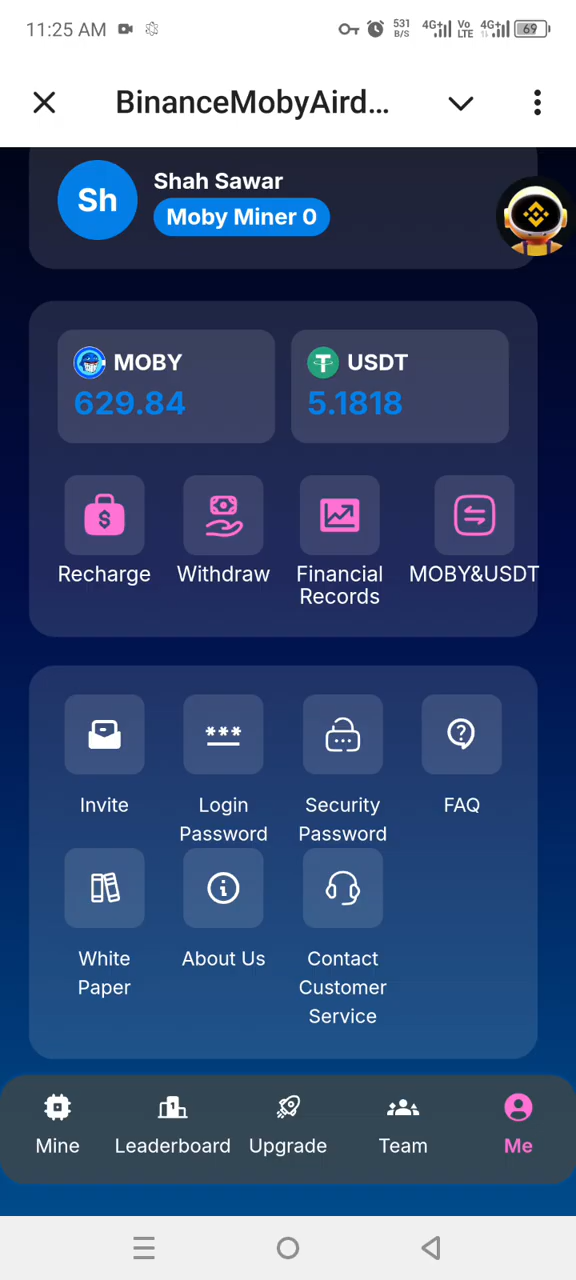 11:25 AM
531
B/S
4G+
Vo
LTE
4G+
69
BinanceMobyAird...
Sh
Shah Sawar
Moby Miner 0
MOBY
USDT
629.84
5.1818
Recharge
Withdraw
Financial
Records
MOBY&USDT
Invite
Login
Password
Security
Password
FAQ
White
Paper
About Us
Contact
Customer
Service
Mine
Leaderboard
Upgrade
Team
Me